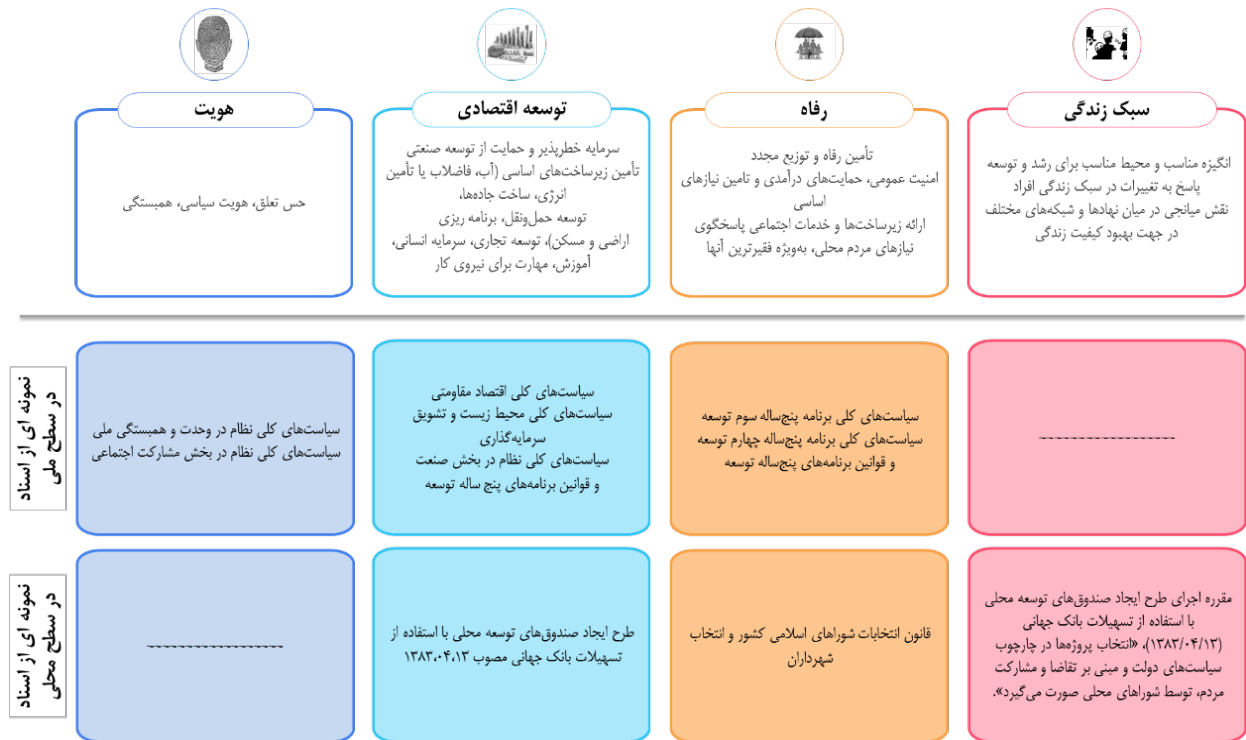 سبک زندگی
انگیزه مناسب و محیط مناسب برای رشد و توسعه
پاسخ به تغییرات در سبک زندگی افراد
نقش میانجی در میان نهادها و شبکه‌های مختلف
در جهت بهبود کیفیت زندگی
رفاه
تأمین رفاه و توزیع مجدد
امنیت عمومی، حمایت‌های درآمدی و تامین نیازهای
اساسی
ارائه زیرساخت‌ها و خدمات اجتماعی پاسخگوی
نیازهای مردم محلی، به‌ویژه فقیرترین آنها
توسعه اقتصادی
سرمایه خطرپذیر و حمایت از توسعه صنعتی
تأمین زیرساخت‌های اساسی (آب، فاضلاب یا تأمین
انرژی، ساخت جاده‌ها،
توسعه حمل‌ونقل، برنامه ریزی
اراضی و مسکن)، توسعه تجاری، سرمایه انسانی،
آموزش، مهارت برای نیروی کار
هویت
حس تعلق، هویت سیاسی، همبستگی
نمونه ای از اسناد
در سطح ملی
-----------------
سیاست‌های کلی برنامه پنج‌ساله سوم توسعه
سیاست‌های کلی برنامه پنج‌ساله چهارم توسعه
و قوانین برنامه‌های پنج‌ساله توسعه
سیاست‌های کلی اقتصاد مقاومتی
سیاست‌های کلی محیط زیست و تشویق
سرمایه‌گذاری
سیاست‌های کلی نظام در بخش صنعت
و قوانین برنامه‌های پنج ساله توسعه
سیاست‌های کلی نظام در وحدت و همبستگی ملی
سیاست‌های کلی نظام در بخش مشارکت اجتماعی
نمونه ای از اسناد
در سطح محلی
مقرره اجرای طرح ایجاد صندوق‌های توسعه محلی
با استفاده از تسهیلات بانک جهانی
(۱۳۸۳/۰۴/۱۳)، «انتخاب پروژه‌ها در چارچوب
سیاست‌های دولت و مبنی بر تقاضا و مشارکت
مردم، توسط شوراهای محلی صورت می‌گیرد».
قانون انتخابات شوراهای اسلامی کشور و انتخاب
شهرداران
طرح ایجاد صندوق‌های توسعه محلی با استفاده از
تسهیلات بانک جهانی مصوب ۱۳۸۳،۰۴،۱۳
-----------------